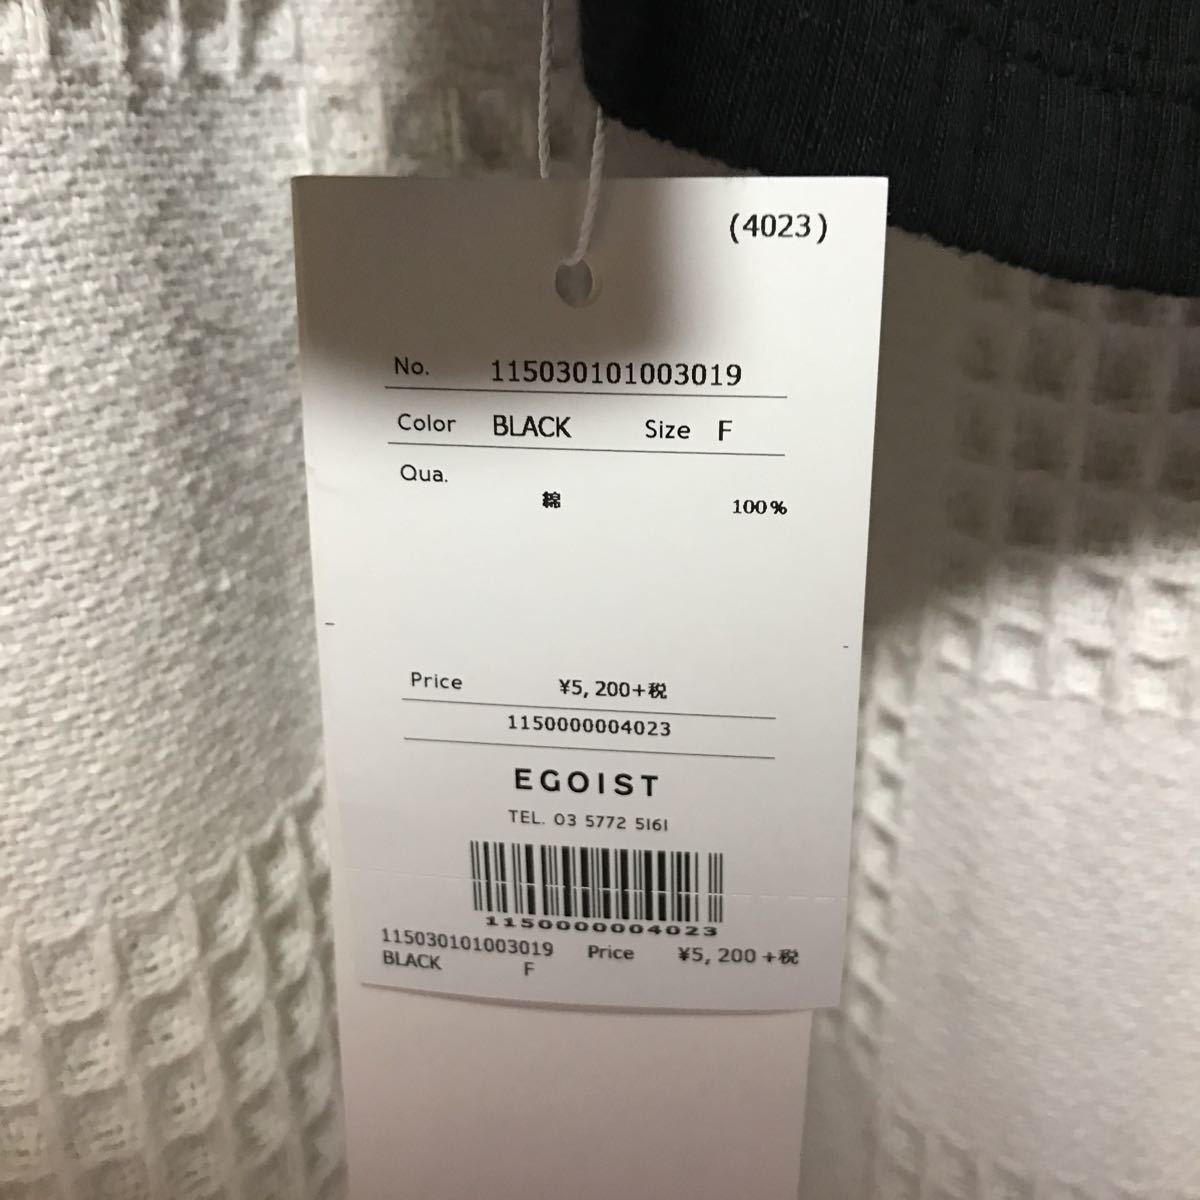 (4023)
No. 115030101003019
Color BLACK Size F
Qua.
綿 100%
Price ¥5,200+税
1150000004023
EGOIST
TEL. 03 5772 5161
1150000004023
115030101003019 Price ¥5,200+税
BLACK F